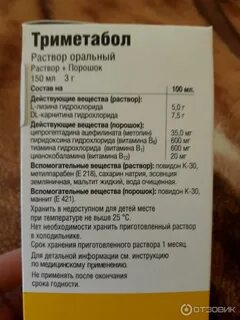 Триметабол
Раствор оральный
Раствор + Порошок
150 мл 3 г
Состав на 100 мл.
Действующие вещества (раствор):
L-лизина гидрохлорида 5,0 г
DL-карнитина гидрохлорида 7,5 г
Действующие вещества (порошок):
ципрогептадина ацефиллината (метопин) 35,0 мг
пиридоксина гидрохлорида (витамин B6) 600 мг
тиамина гидрохлорида (витамин B1) 600 мг
цианокобаламина (витамин B12) 20 мг
Вспомогательные вещества (раствор): повидон К-30,
метилпарабен (Е 218), сахарин натрия, эссенция
земляничная, мальтит жидкий, вода очищенная.
Вспомогательные вещества (порошок): повидон К-30,
маннит (Е 421).
Хранить в недоступном для детей месте
при температуре не выше 25 °C.
Нет необходимости хранить приготовленный раствор
в холодильнике.
Срок хранения приготовленного раствора 1 месяц.
Для детальной информации см. инструкцию по
медицинскому применению.
Не применять после окончания
срока годности.
ОТЗОВИК